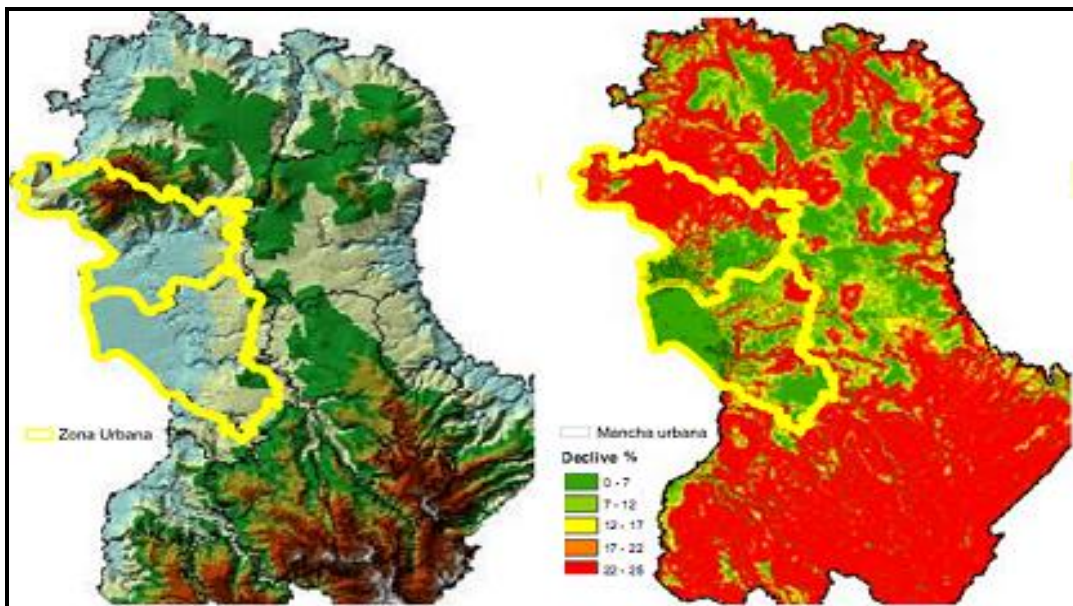 Zona Urbana
Mancha urbana
Declive %
0 - 7
7 - 12
12 - 17
17 - 22
22 - 25